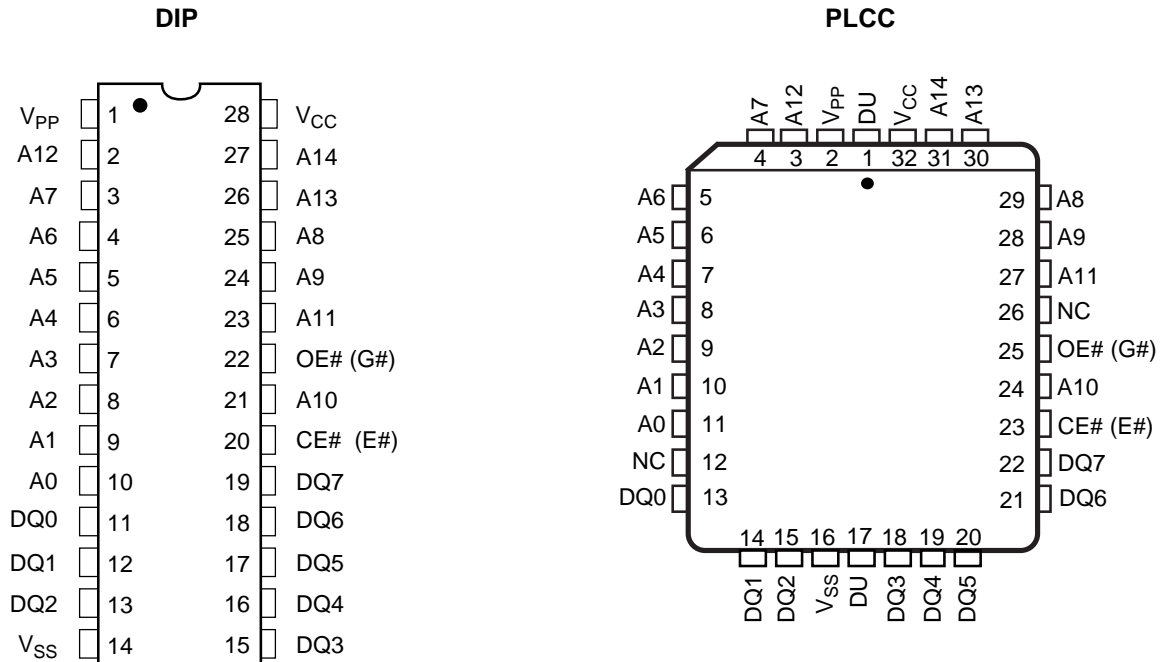 DIP
V_PP 1 28 V_CC
A12 2 27 A14
A7 3 26 A13
A6 4 25 A8
A5 5 24 A9
A4 6 23 A11
A3 7 22 OE# (G#)
A2 8 21 A10
A1 9 20 CE# (E#)
A0 10 19 DQ7
DQ0 11 18 DQ6
DQ1 12 17 DQ5
DQ2 13 16 DQ4
V_SS 14 15 DQ3
PLCC
A7 A12 V_PP DU V_CC A14 A13
4 3 2 1 32 31 30
A6 5 29 A8
A5 6 28 A9
A4 7 27 A11
A3 8 26 NC
A2 9 25 OE# (G#)
A1 10 24 A10
A0 11 23 CE# (E#)
NC 12 22 DQ7
DQ0 13 21 DQ6
14 15 16 17 18 19 20
DQ1 DQ2 V_SS DU DQ3 DQ4 DQ5